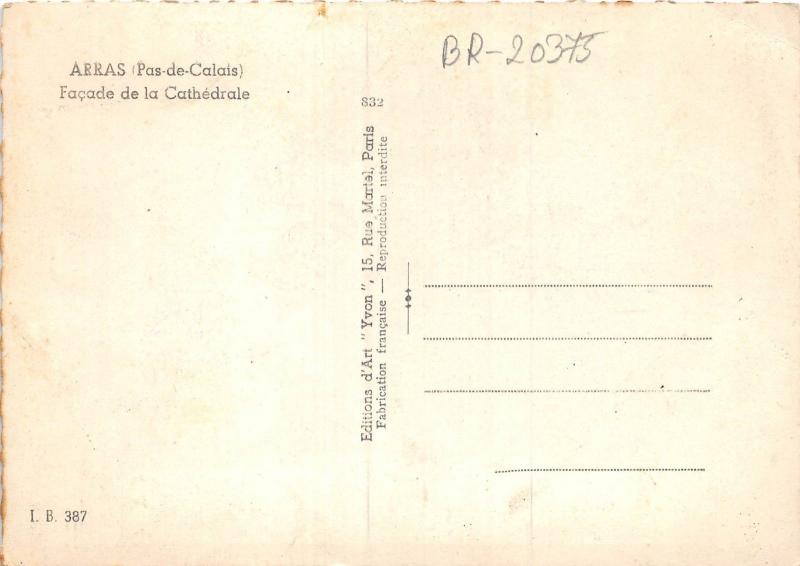 ARRAS (Pas-de-Calais)
Façade de la Cathédrale
BR-20375
832
Editions d'Art "Yvon", 15, Rue Martel, Paris
Fabrication française — Reproduction interdite
I. B. 387